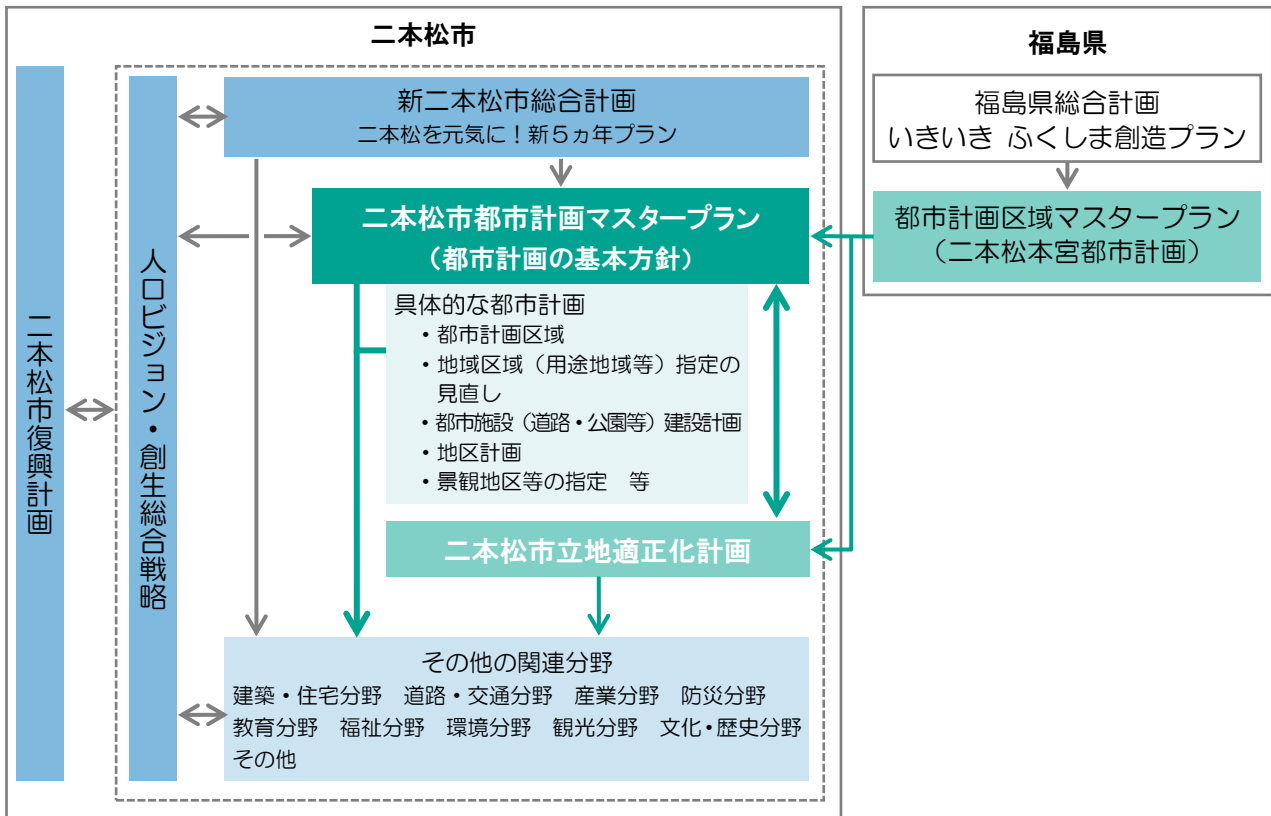 二本松市
二本松市復興計画
人口ビジョン・創生総合戦略
新二本松市総合計画
二本松を元気に！新５ヵ年プラン
二本松市都市計画マスタープラン
（都市計画の基本方針）
具体的な都市計画
・都市計画区域
・地域区域（用途地域等）指定の
見直し
・都市施設（道路・公園等）建設計画
・地区計画
・景観地区等の指定　等
二本松市立地適正化計画
その他の関連分野
建築・住宅分野　道路・交通分野　産業分野　防災分野
教育分野　福祉分野　環境分野　観光分野　文化・歴史分野
その他
福島県
福島県総合計画
いきいき ふくしま創造プラン
都市計画区域マスタープラン
（二本松本宮都市計画）